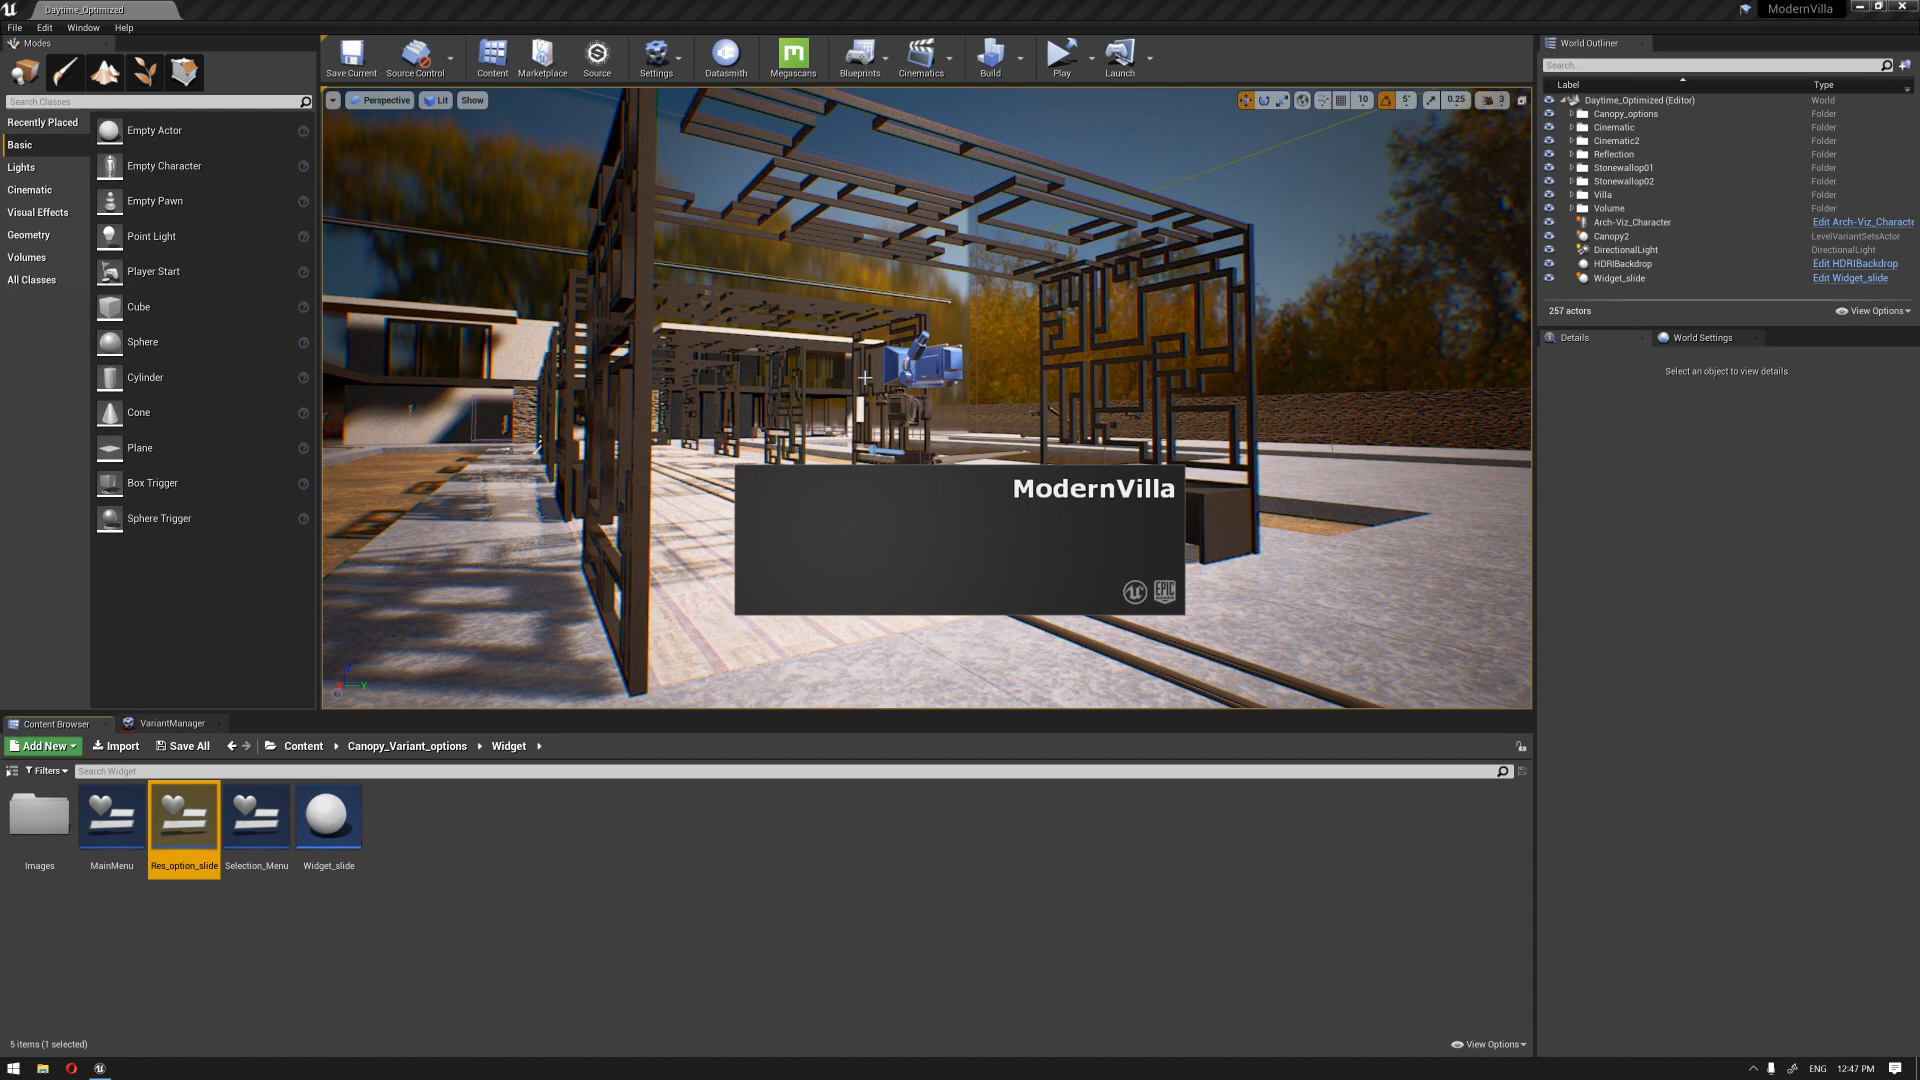 Daytime_Optimized
ModernVilla
File Edit Window Help
Modes
Search Classes
Recently Placed
Basic
Lights
Cinematic
Visual Effects
Geometry
Volumes
All Classes
Empty Actor
Empty Character
Empty Pawn
Point Light
Player Start
Cube
Sphere
Cylinder
Cone
Plane
Box Trigger
Sphere Trigger
Save Current
Source Control
Content
Marketplace
Source
Settings
Datasmith
Megascans
Blueprints
Cinematics
Build
Play
Launch
Perspective
Lit
Show
10
5°
0.25
3
ModernVilla
EPIC GAMES
Z
Y
World Outliner
Search...
Label Type
Daytime_Optimized (Editor) World
Canopy_options Folder
Cinematic Folder
Cinematic2 Folder
Reflection Folder
Stonewallop01 Folder
Stonewallop02 Folder
Villa Folder
Volume Folder
Arch-Viz_Character Edit Arch-Viz_Characte
Canopy2 LevelVariantSetsActor
DirectionalLight DirectionalLight
HDRIBackdrop Edit HDRIBackdrop
Widget_slide Edit Widget_slide
257 actors
View Options
Details
World Settings
Select an object to view details
Content Browser
VariantManager
Add New
Import
Save All
Content
Canopy_Variant_options
Widget
Filters
Search Widget
Images
MainMenu
Res_option_slide
Selection_Menu
Widget_slide
5 items (1 selected)
View Options
ENG
12:47 PM